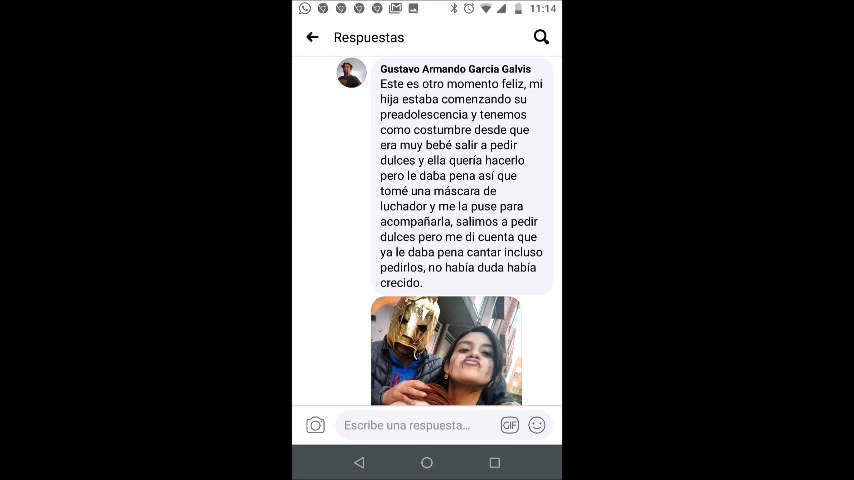 11:14
Respuestas
Gustavo Armando Garcia Galvis
Este es otro momento feliz, mi
hija estaba comenzando su
preadolescencia y tenemos
como costumbre desde que
era muy bebé salir a pedir
dulces y ella quería hacerlo
pero le daba pena así que
tomé una máscara de
luchador y me la puse para
acompañarla, salimos a pedir
dulces pero me di cuenta que
ya le daba pena cantar incluso
pedirlos, no había duda había
crecido.
Escribe una respuesta...
GIF